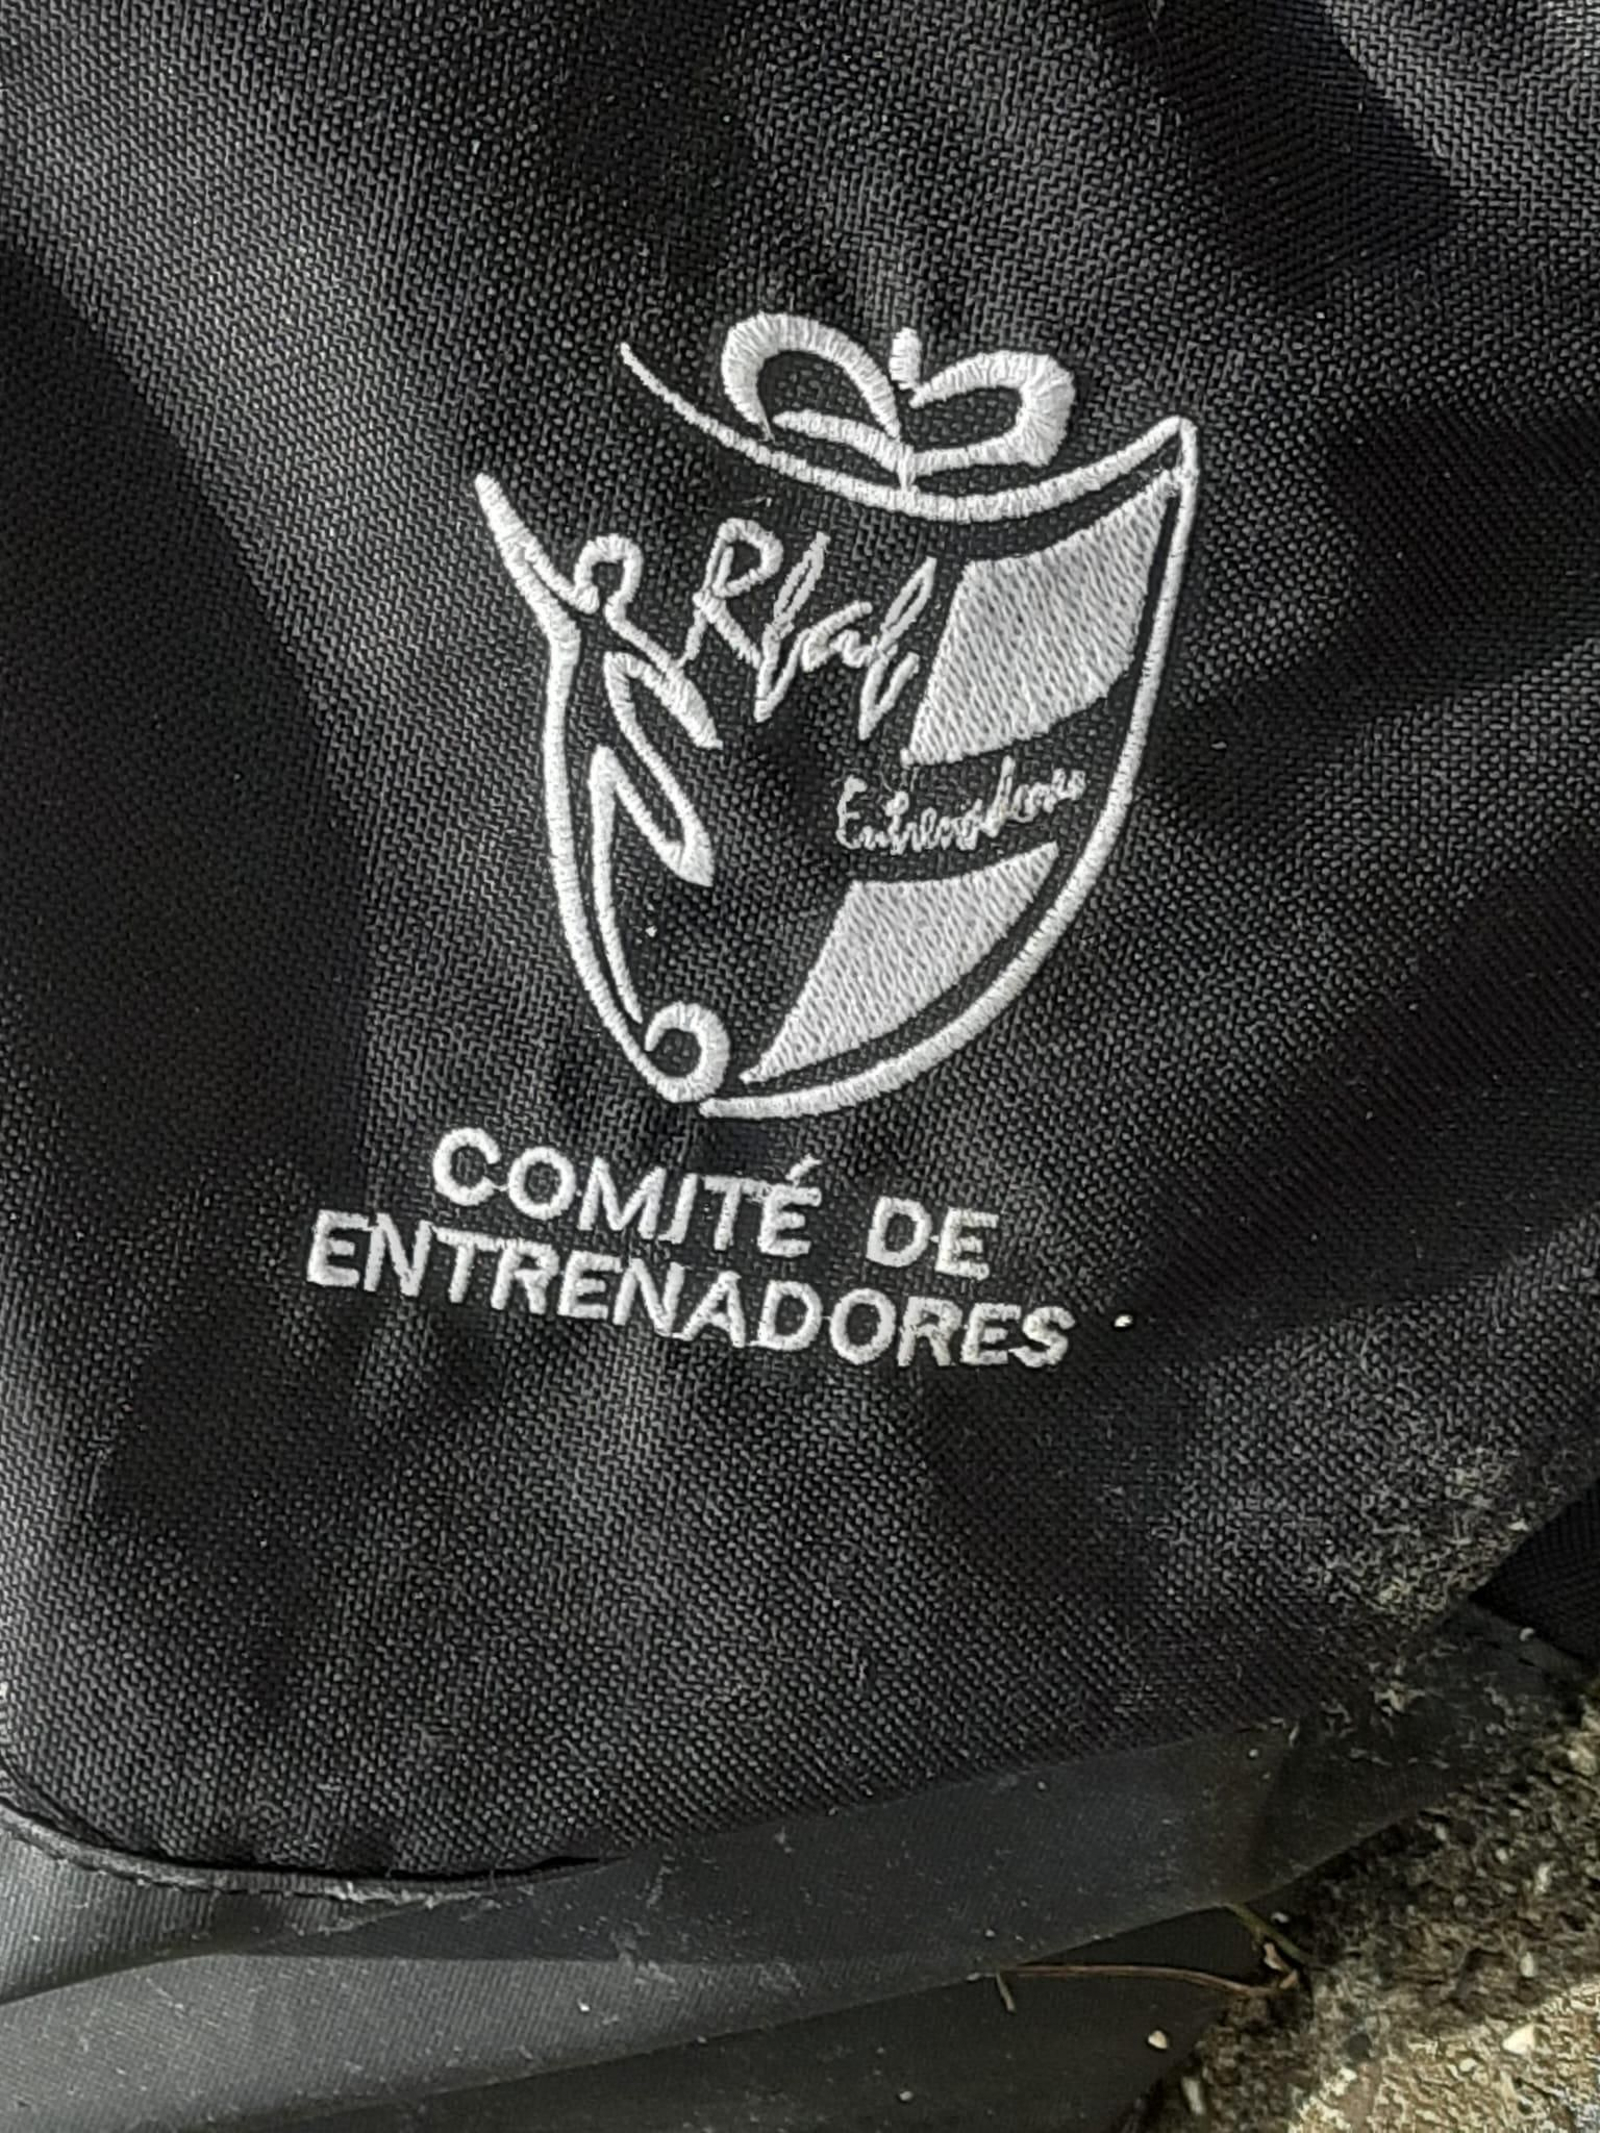 Rfaf
Entrenadores
COMITÉ DE
ENTRENADORES